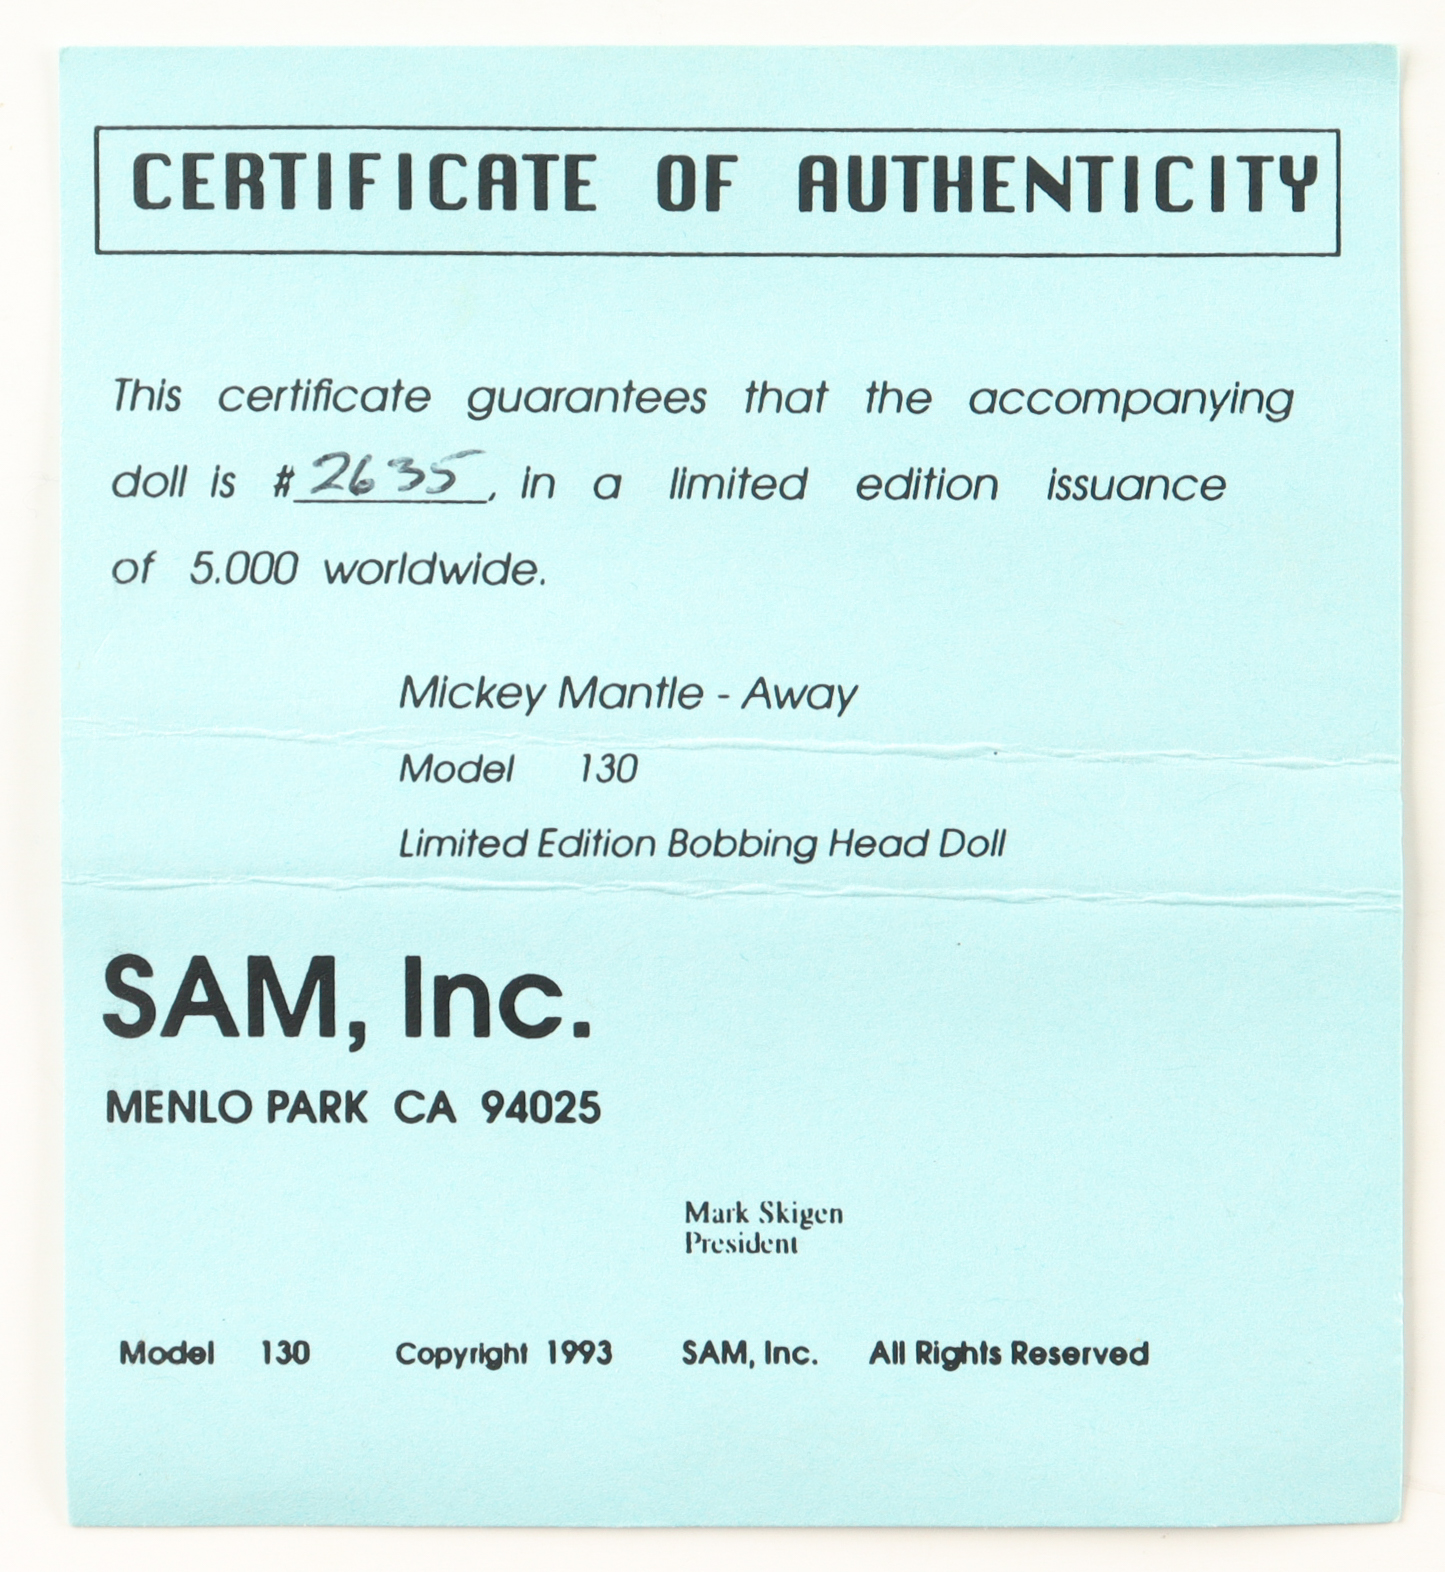 CERTIFICATE OF AUTHENTICITY
This certificate guarantees that the accompanying
doll is #2635, in a limited edition issuance
of 5.000 worldwide.
Mickey Mantle - Away
Model 130
Limited Edition Bobbing Head Doll
SAM, Inc.
MENLO PARK CA 94025
Mark Skigen
President
Model 130 Copyright 1993 SAM, Inc. All Rights Reserved